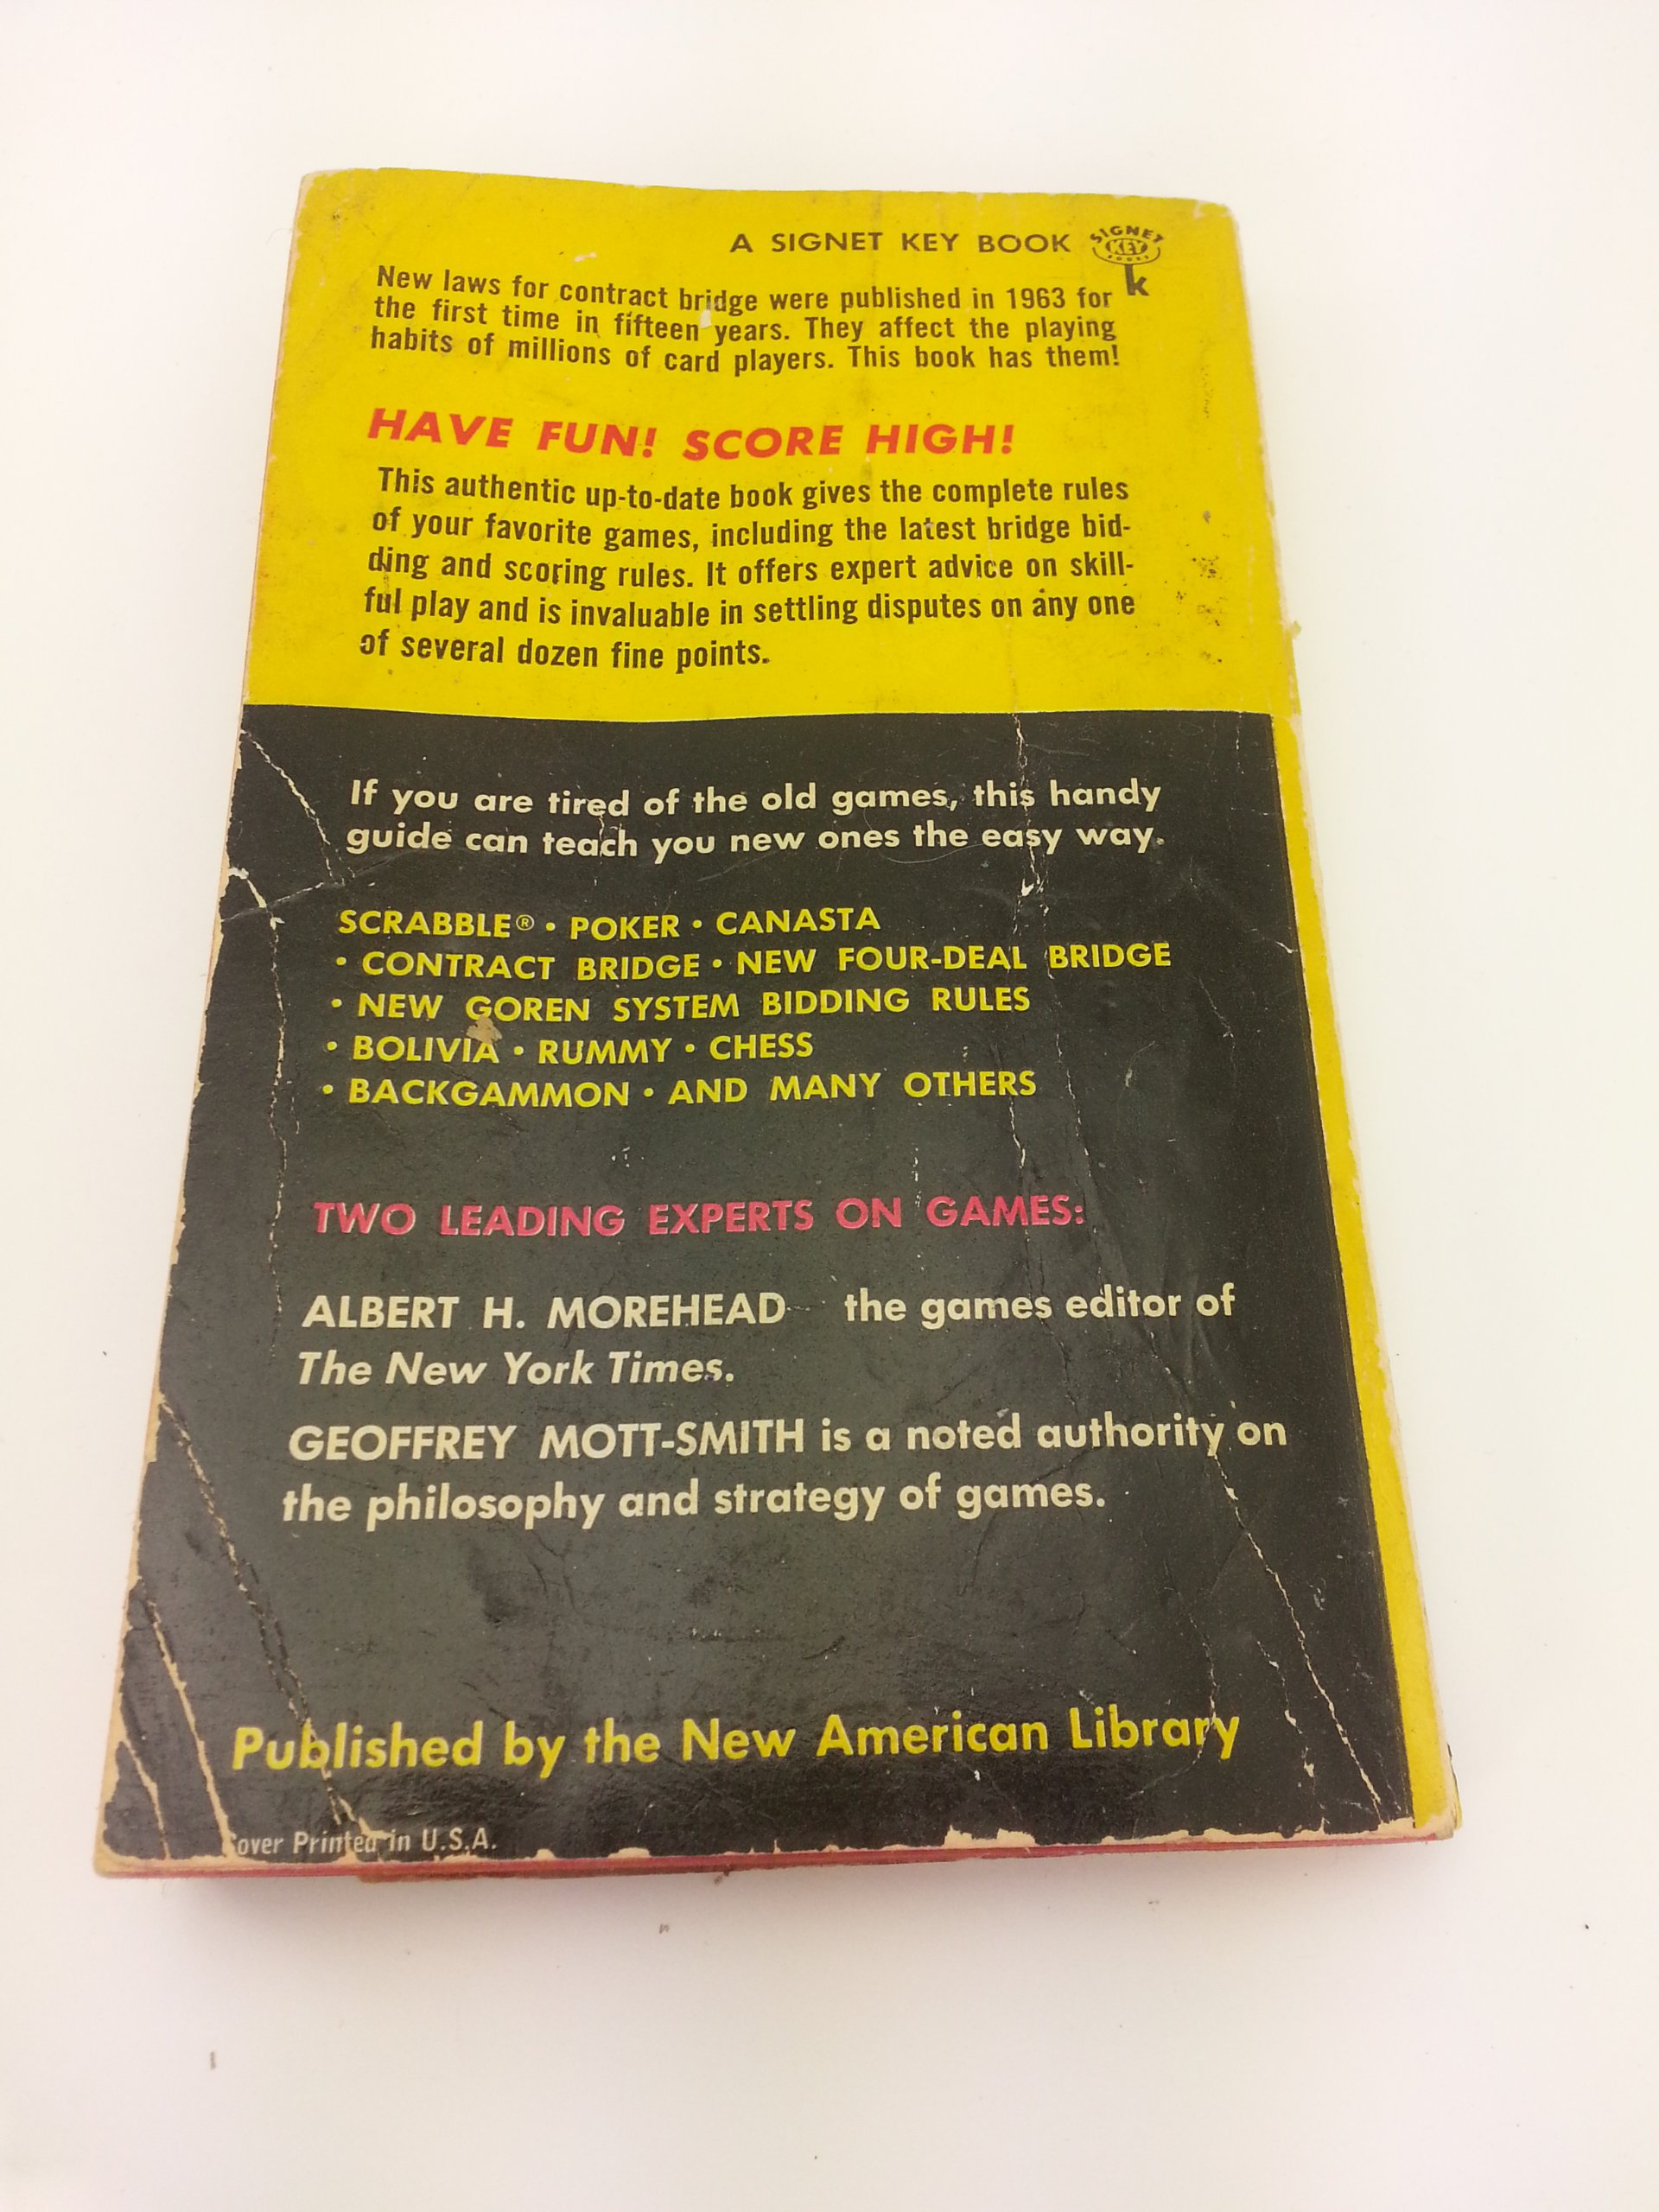 A SIGNET KEY BOOK
SIGNET
KEY
BOOKS
k
New laws for contract bridge were published in 1963 for
the first time in fifteen years. They affect the playing
habits of millions of card players. This book has them!
HAVE FUN! SCORE HIGH!
This authentic up-to-date book gives the complete rules
of your favorite games, including the latest bridge bid-
ding and scoring rules. It offers expert advice on skill-
ful play and is invaluable in settling disputes on any one
of several dozen fine points.
If you are tired of the old games, this handy
guide can teach you new ones the easy way.
SCRABBLE® • POKER • CANASTA
• CONTRACT BRIDGE • NEW FOUR-DEAL BRIDGE
• NEW GOREN SYSTEM BIDDING RULES
• BOLIVIA • RUMMY • CHESS
• BACKGAMMON • AND MANY OTHERS
TWO LEADING EXPERTS ON GAMES:
ALBERT H. MOREHEAD the games editor of
The New York Times.
GEOFFREY MOTT-SMITH is a noted authority on
the philosophy and strategy of games.
Published by the New American Library
Cover Printed in U.S.A.